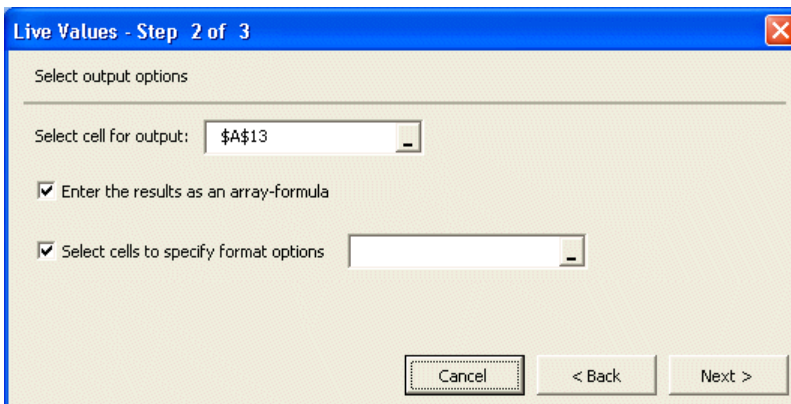 Live Values - Step 2 of 3
Select output options
Select cell for output: $A$13
Enter the results as an array-formula
Select cells to specify format options
Cancel < Back Next >